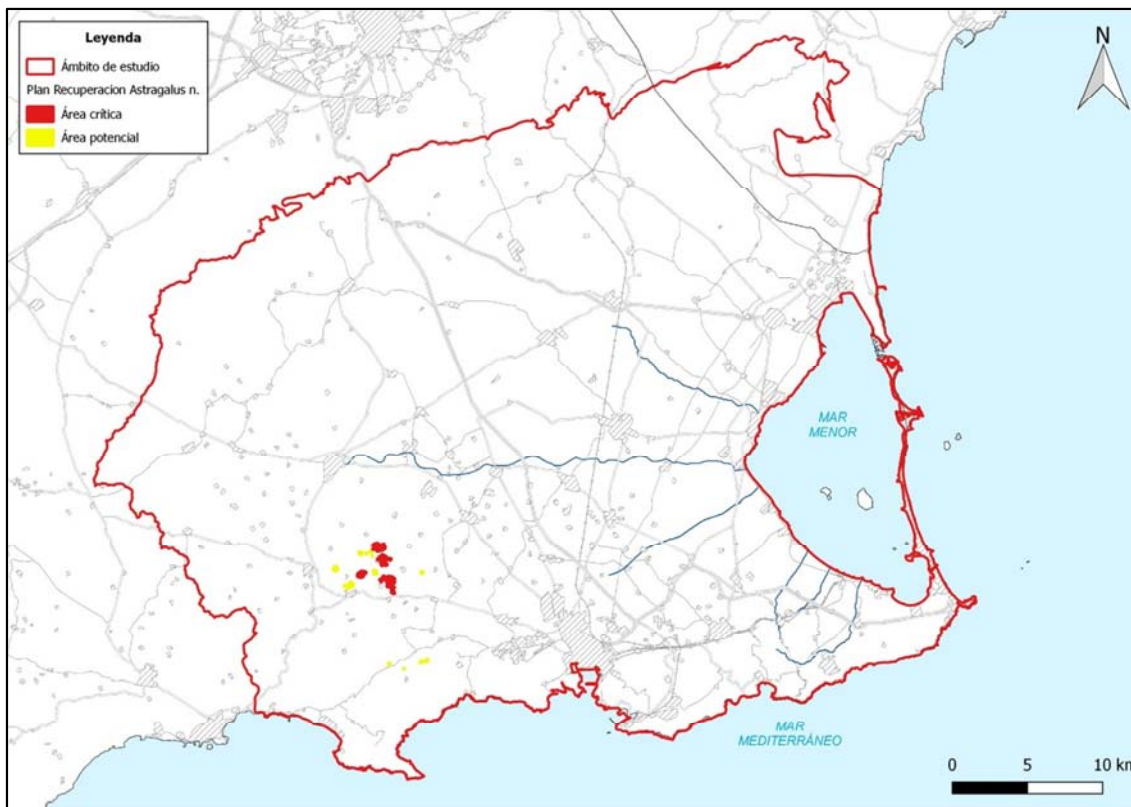 Leyenda
Ámbito de estudio
Plan Recuperacion Astragalus n.
Área crítica
Área potencial
N
MAR
MENOR
MAR
MEDITERRÁNEO
0 5 10 km